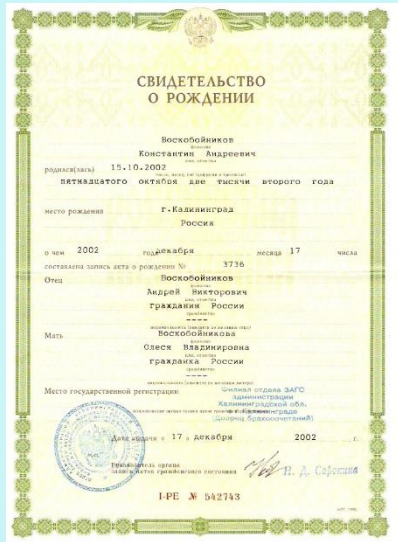 СВИДЕТЕЛЬСТВО
О РОЖДЕНИИ
Воскобойников
фамилия
Константин Андреевич
имя, отчество
родился(лась) 15.10.2002
число, месяц, год (цифрами и прописью)
пятнадцатого октября две тысячи второго года
место рождения г.Калининград
Россия
о чем 2002 года декабря месяца 17 числа
составлена запись акта о рождении № 3736
Отец Воскобойников
фамилия
Андрей Викторович
имя, отчество
гражданин России
гражданство
----
Мать Воскобойникова
фамилия
Олеся Владимировна
имя, отчество
гражданка России
гражданство
----
Место государственной регистрации Филиал отдела ЗАГС
администрации
Калининградской обл.
г. Калининграда
(Дворец бракосочетаний)
Дата выдачи « 17 » декабря 2002 г.
Руководитель органа
записи актов гражданского состояния
I-РЕ № 542743